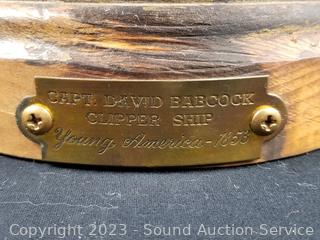 CAPT. DAVID BABCOCK
CLIPPER SHIP
Young America - 1853
Copyright 2023 - Sound Auction Service